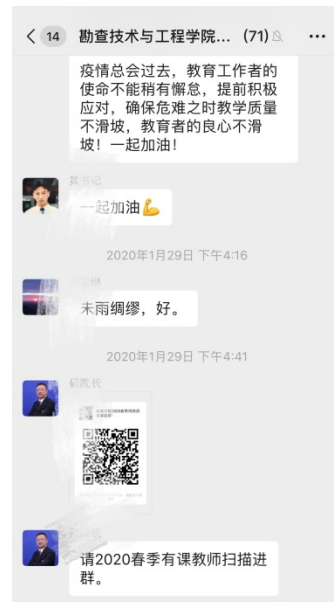 14 勘查技术与工程学院... (71)
疫情总会过去，教育工作者的
使命不能稍有懈怠，提前积极
应对，确保危难之时教学质量
不滑坡，教育者的良心不滑
坡！一起加油！
一起加油
2020年1月29日 下午4:16
未雨绸缪，好。
2020年1月29日 下午4:41
请2020春季有课教师扫描进
群。